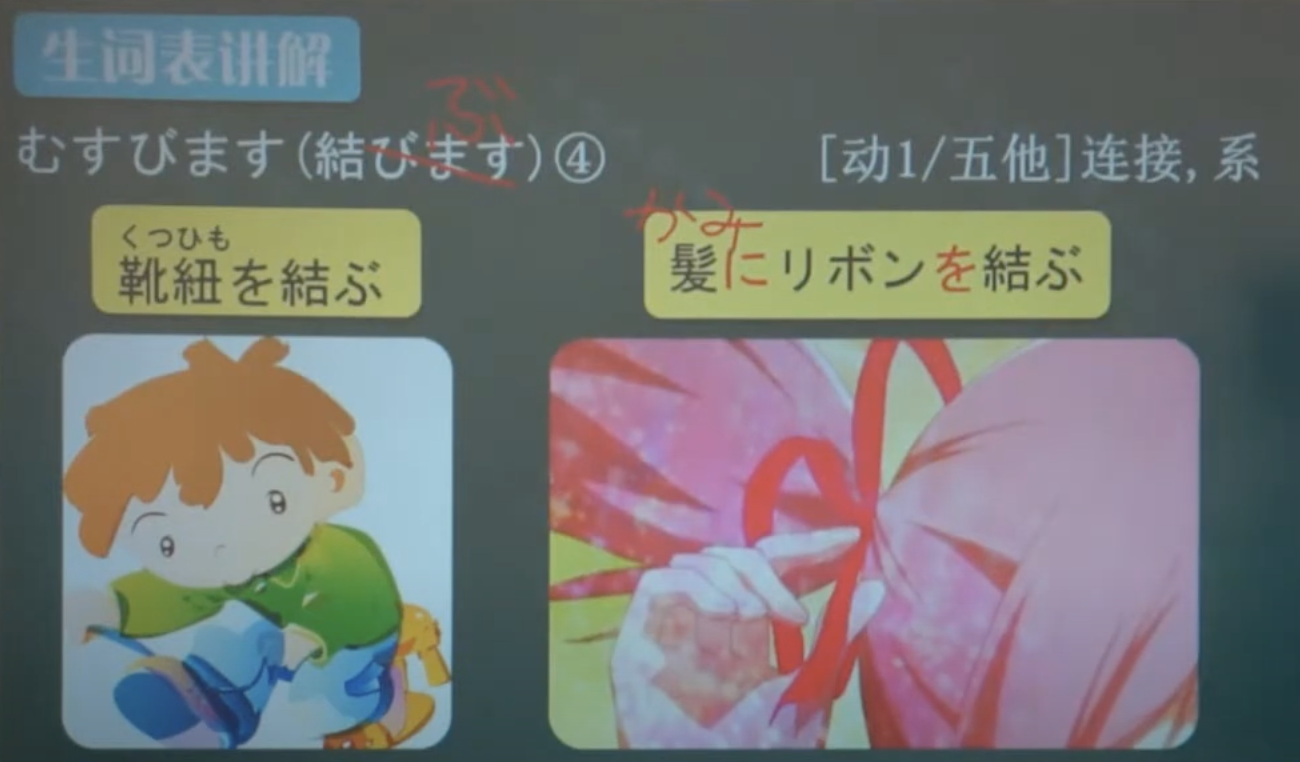 生词表讲解
ぶ
むすびます(結びます)④ [动1/五他]连接,系
くつひも
靴紐を結ぶ
かみ
髪にリボンを結ぶ